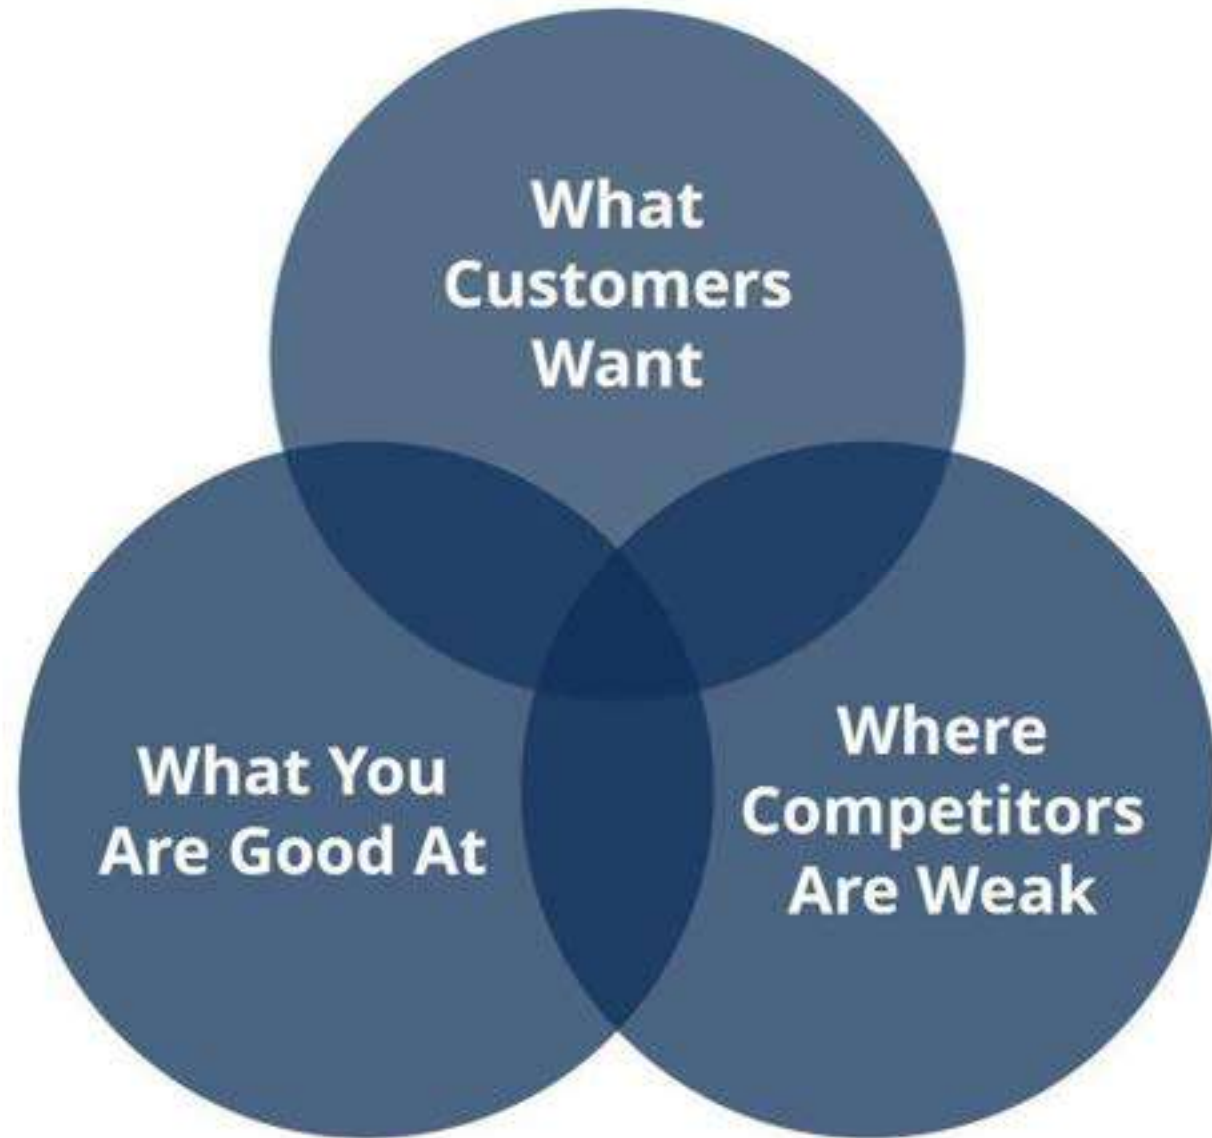 What
Customers
Want
What You
Are Good At
Where
Competitors
Are Weak